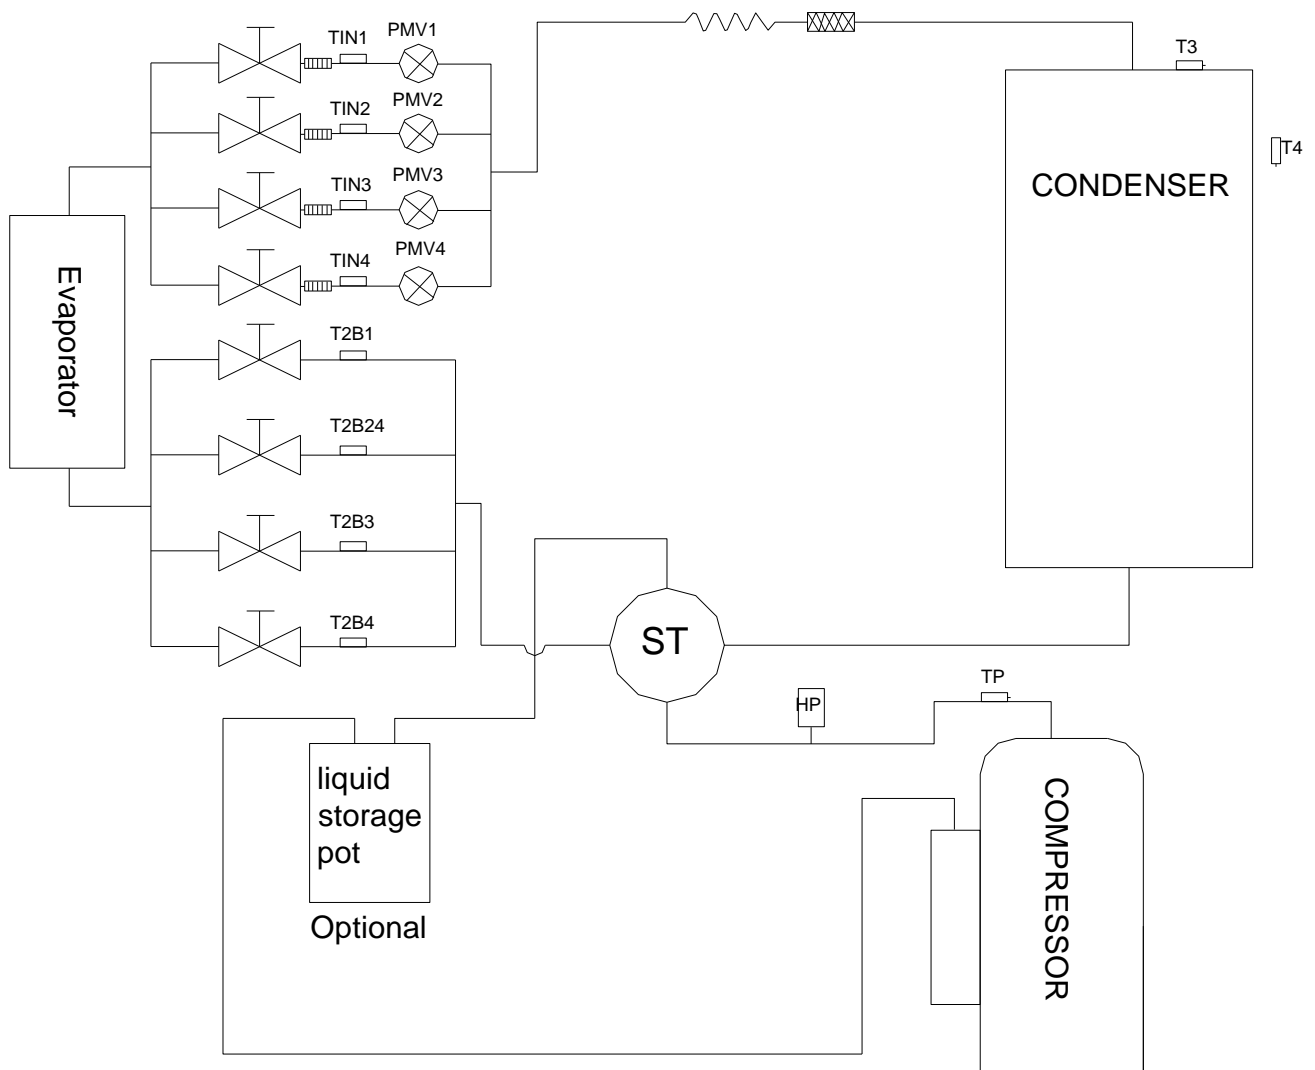 TIN1
PMV1
T3
TIN2
PMV2
T4
TIN3
PMV3
CONDENSER
TIN4
PMV4
Evaporator
T2B1
T2B24
T2B3
T2B4
ST
HP
TP
liquid
storage
pot
Optional
COMPRESSOR